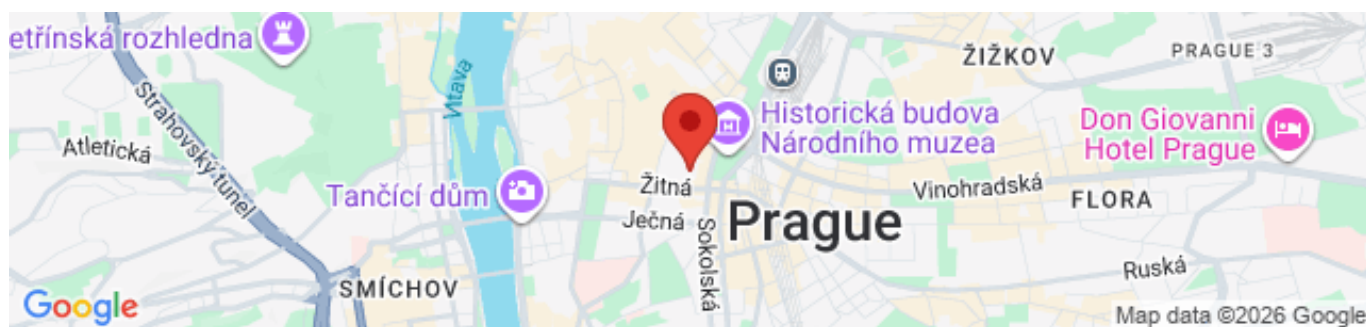 etřínská rozhledna
ŽIŽKOV
PRAGUE 3
Vltava
Strahovský tunel
Atletická
Historická budova
Národního muzea
Don Giovanni
Hotel Prague
Tančící dům
Žitná
Vinohradská
FLORA
Ječná
Sokolská
Prague
Ruská
SMÍCHOV
Google
Map data ©2026 Google